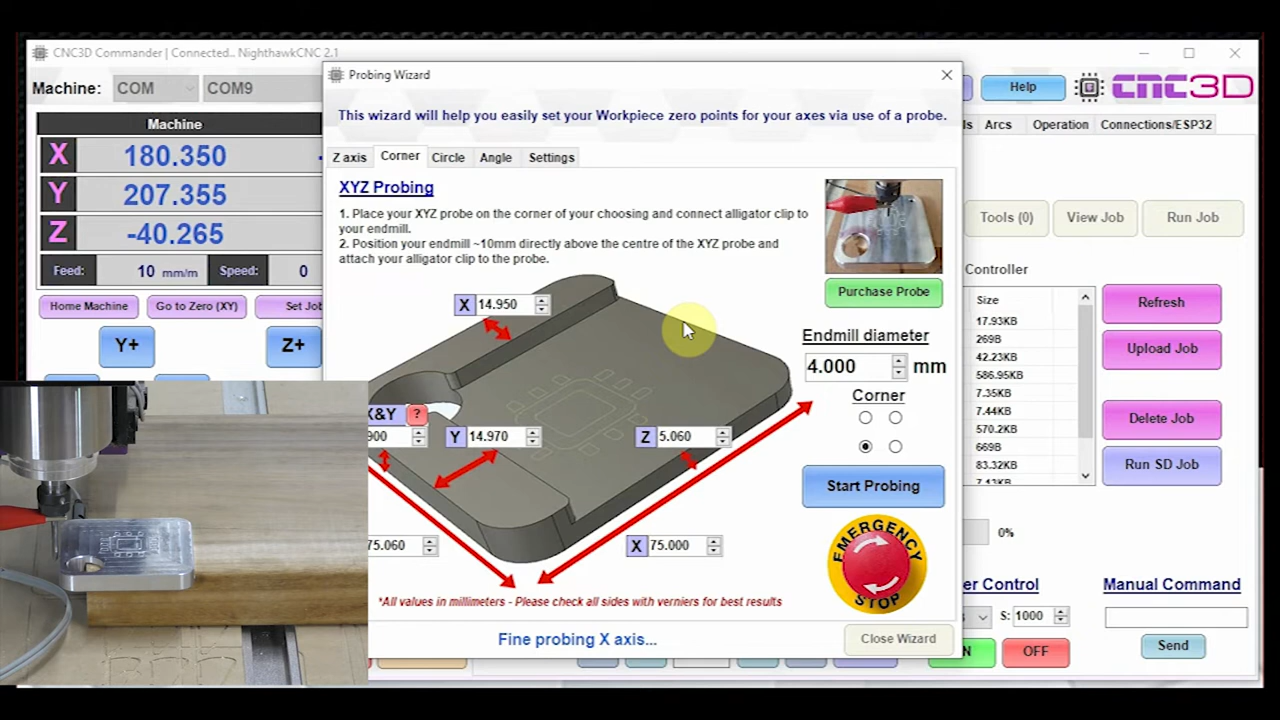 CNC3D Commander | Connected.. NighthawkCNC 2.1
Machine: COM COM9
Help
CNC3D
Machine
X 180.350
Y 207.355
Z -40.265
Feed: 10 mm/m Speed: 0
Home Machine Go to Zero (XY) Set Jo
Y+ Z+
Probing Wizard
This wizard will help you easily set your Workpiece zero points for your axes via use of a probe.
Z axis Corner Circle Angle Settings
XYZ Probing
1. Place your XYZ probe on the corner of your choosing and connect alligator clip to
your endmill.
2. Position your endmill ~10mm directly above the centre of the XYZ probe and
attach your alligator clip to the probe.
Purchase Probe
X 14.950
Endmill diameter
4.000 mm
Corner
X&Y ?
900
Y 14.970
Z 5.060
Start Probing
75.060
X 75.000
EMERGENCY
STOP
*All values in millimeters - Please check all sides with verniers for best results
Fine probing X axis...
Close Wizard
ls Arcs Operation Connections/ESP32
Tools (0) View Job Run Job
Controller
Size
17.93KB
269B
42.23KB
586.95KB
7.35KB
7.44KB
570.2KB
669B
83.32KB
7.13KB
Refresh
Upload Job
Delete Job
Run SD Job
0%
er Control
S: 1000
N OFF
Manual Command
Send